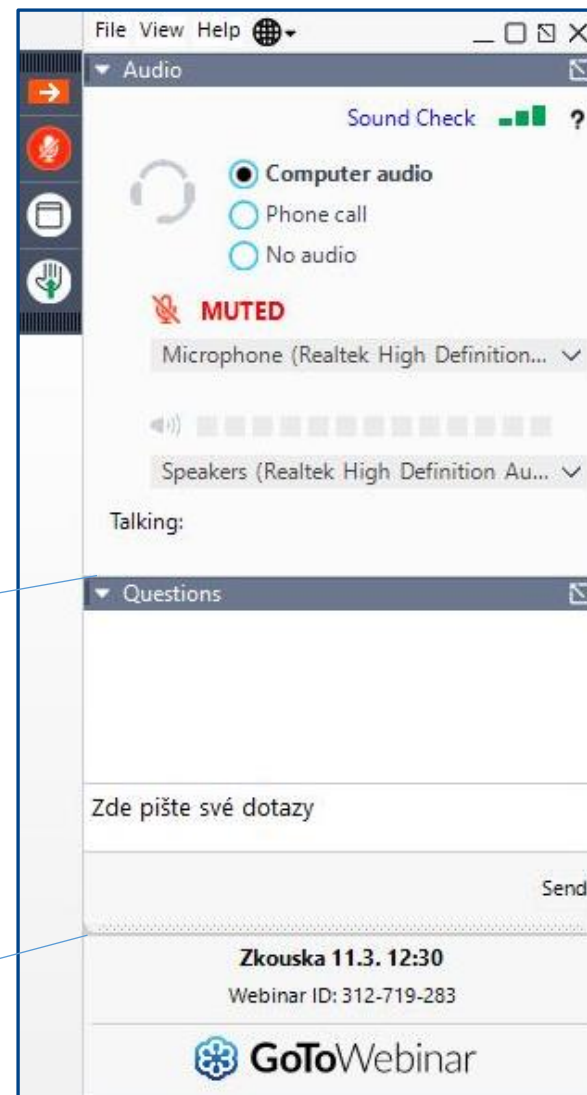 File View Help
Audio
Sound Check ?
Computer audio
Phone call
No audio
MUTED
Microphone (Realtek High Definition...
Speakers (Realtek High Definition Au...
Talking:
Questions
Zde pište své dotazy
Send
Zkouska 11.3. 12:30
Webinar ID: 312-719-283
GoToWebinar